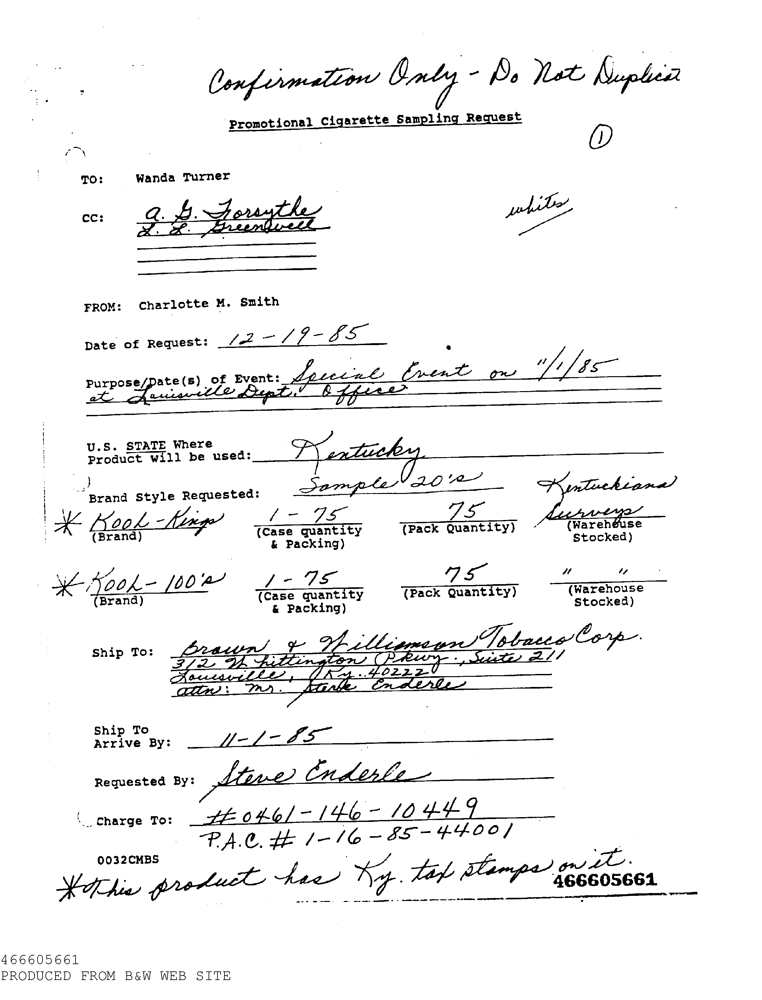 Confirmation Only - Do Not Duplicat
Promotional Cigarette Sampling Request
1
TO: Wanda Turner
whites
CC: A. G. Forsythe
L. L. Greenwell
FROM: Charlotte M. Smith
Date of Request: 12-19-85
Purpose/Date(s) of Event: Special Event on 11/1/85
at Louisville Dept. Office
U.S. STATE Where
Product will be used: Kentucky
Brand Style Requested: Sample 20's Kentuckiana
* Kool-Kings 1-75 75 Surveys
(Brand) (Case quantity & Packing) (Pack Quantity) (Warehouse Stocked)
* Kool-100's 1-75 75 " "
(Brand) (Case quantity & Packing) (Pack Quantity) (Warehouse Stocked)
Ship To: Brown & Williamson Tobacco Corp.
312 Whittington Pkwy., Suite 211
Louisville, Ky. 40222
attn: Mr. Steve Enderle
Ship To
Arrive By: 11-1-85
Requested By: Steve Enderle
Charge To: #0461-146-10449
P.A.C. # 1-16-85-44001
0032CMBS
* This product has Ky. tax stamps on it.
466605661
466605661
PRODUCED FROM B&W WEB SITE